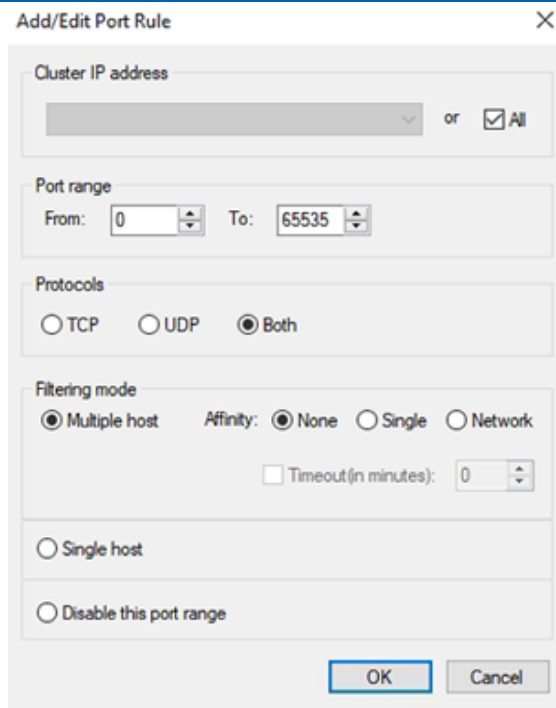 Add/Edit Port Rule
Cluster IP address
or All
Port range
From: 0 To: 65535
Protocols
TCP UDP Both
Filtering mode
Multiple host Affinity: None Single Network
Timeout(in minutes): 0
Single host
Disable this port range
OK Cancel